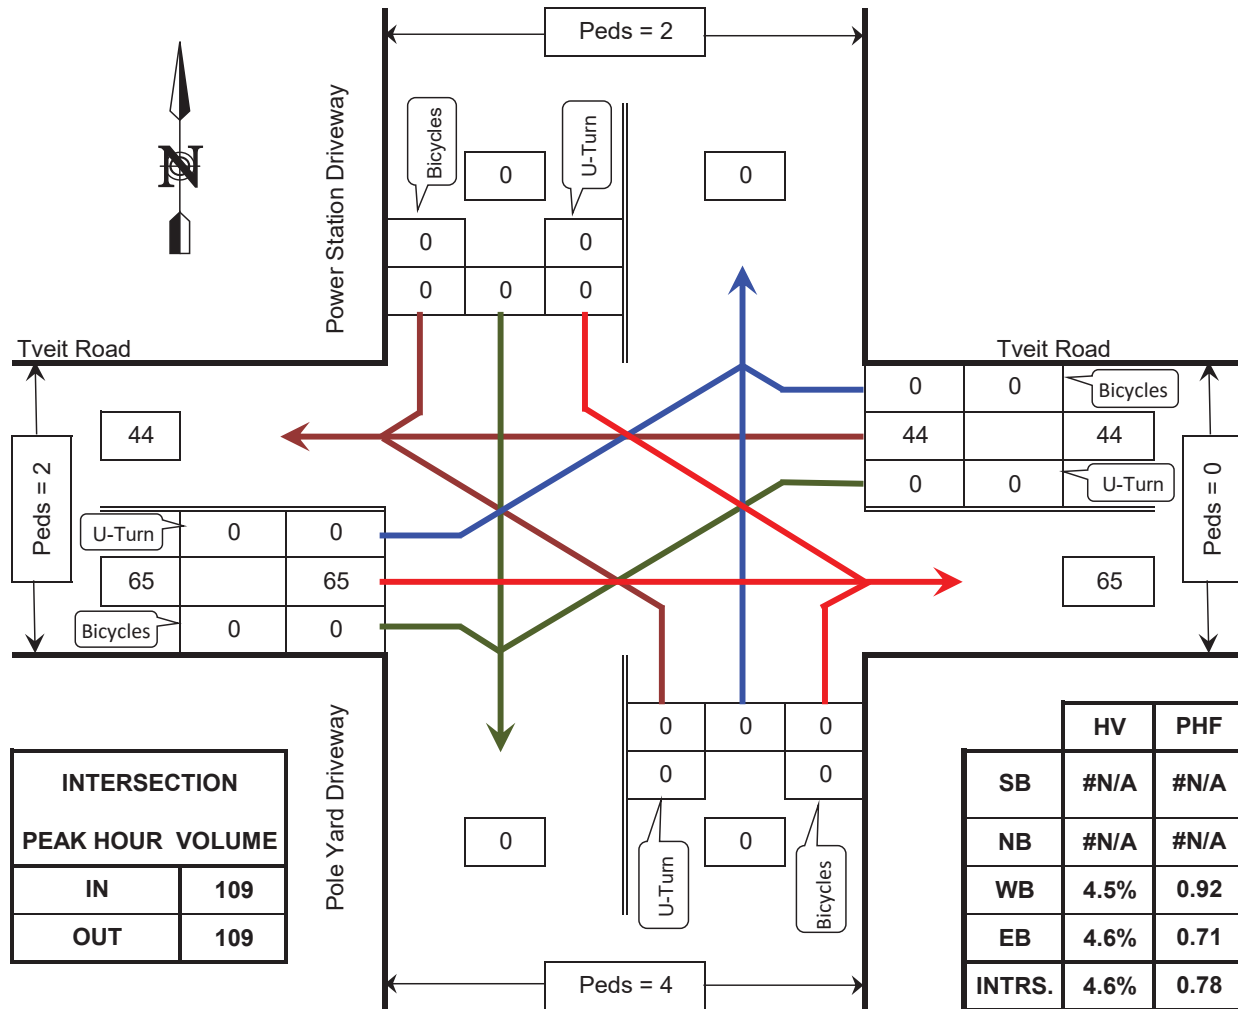 Peds = 2
N
Power Station Driveway
Bicycles
U-Turn
0
0
0 0
0 0 0
Tveit Road
Tveit Road
0 0 Bicycles
44
44 44
0 0 U-Turn
Peds = 2
Peds = 0
U-Turn 0 0
65 65
65
Bicycles 0 0
0 0 0
0 0
Pole Yard Driveway
0
0
U-Turn
Bicycles
INTERSECTION
PEAK HOUR VOLUME
IN 109
OUT 109
HV PHF
SB #N/A #N/A
NB #N/A #N/A
WB 4.5% 0.92
EB 4.6% 0.71
INTRS. 4.6% 0.78
Peds = 4